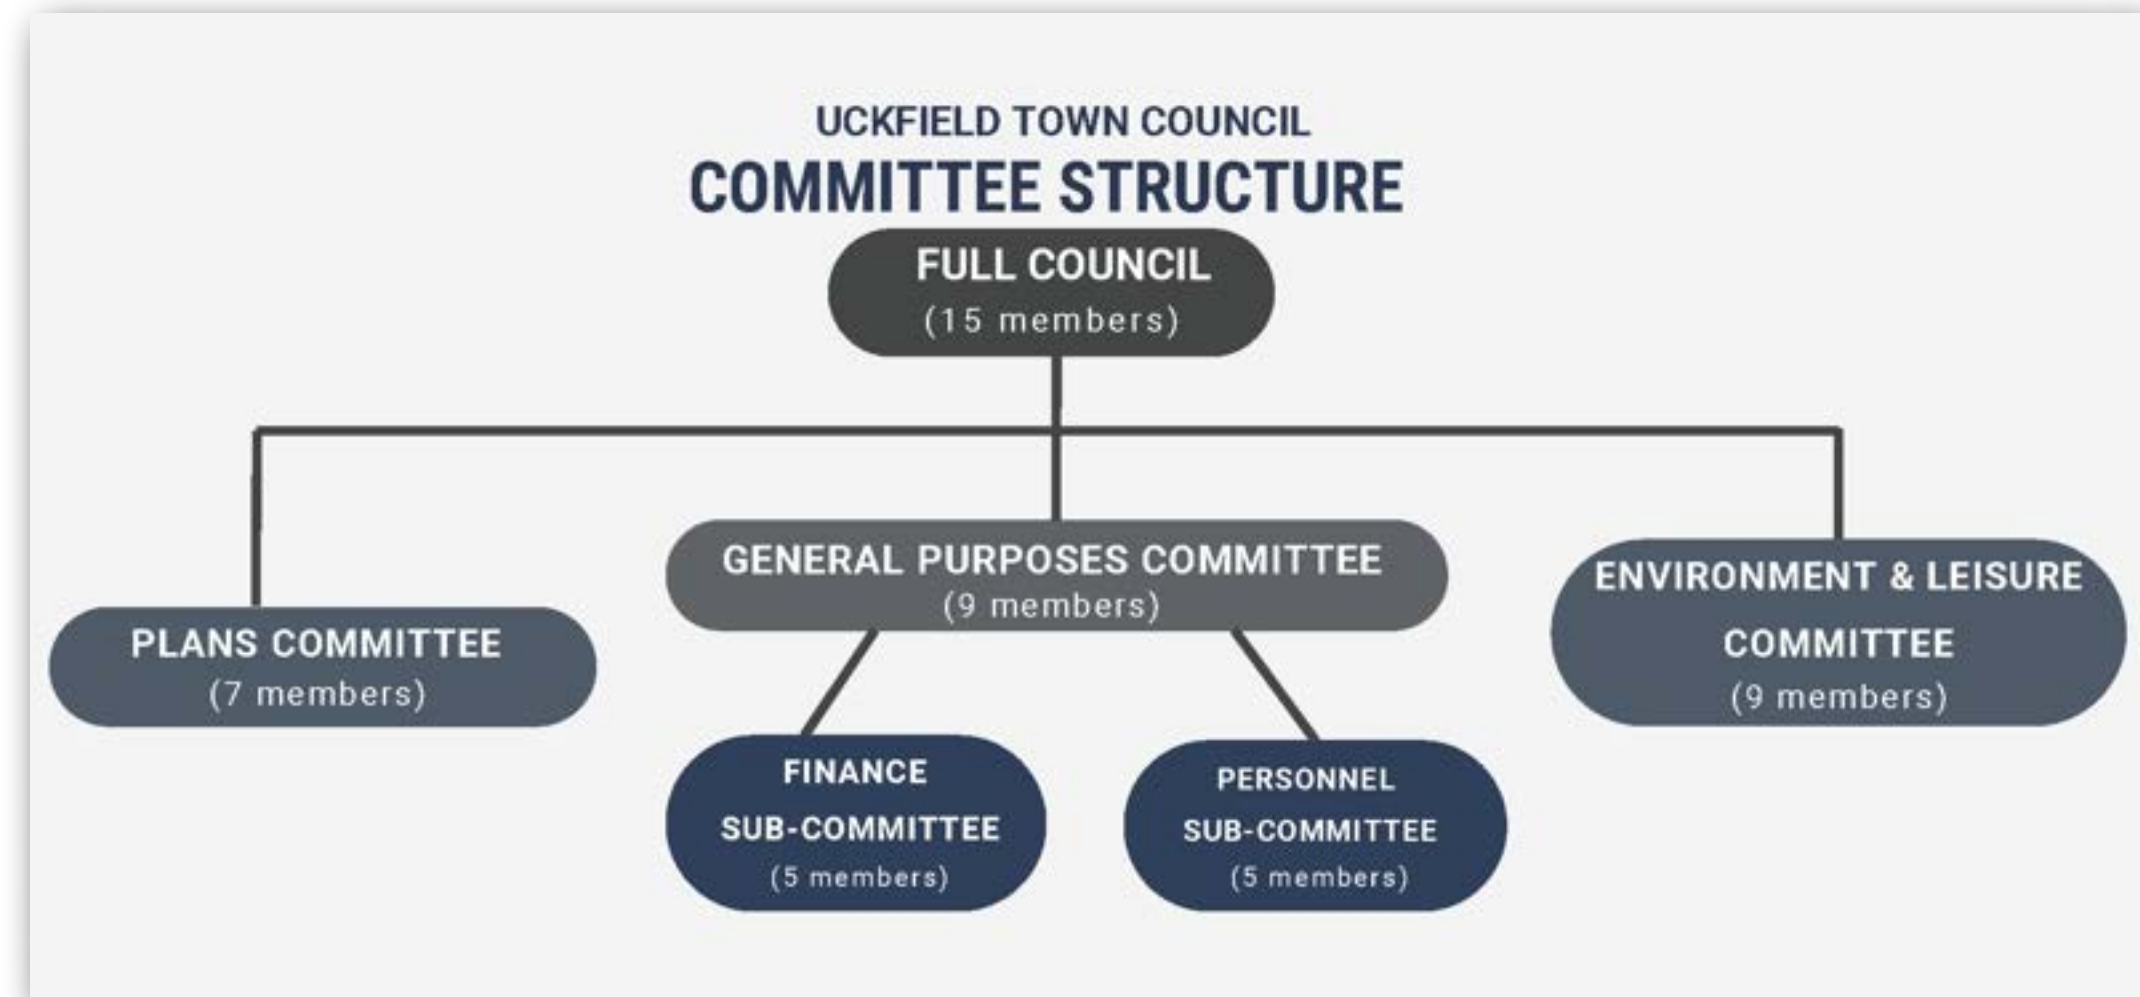 UCKFIELD TOWN COUNCIL
COMMITTEE STRUCTURE
FULL COUNCIL
(15 members)
GENERAL PURPOSES COMMITTEE
(9 members)
ENVIRONMENT & LEISURE
COMMITTEE
(9 members)
PLANS COMMITTEE
(7 members)
FINANCE
SUB-COMMITTEE
(5 members)
PERSONNEL
SUB-COMMITTEE
(5 members)